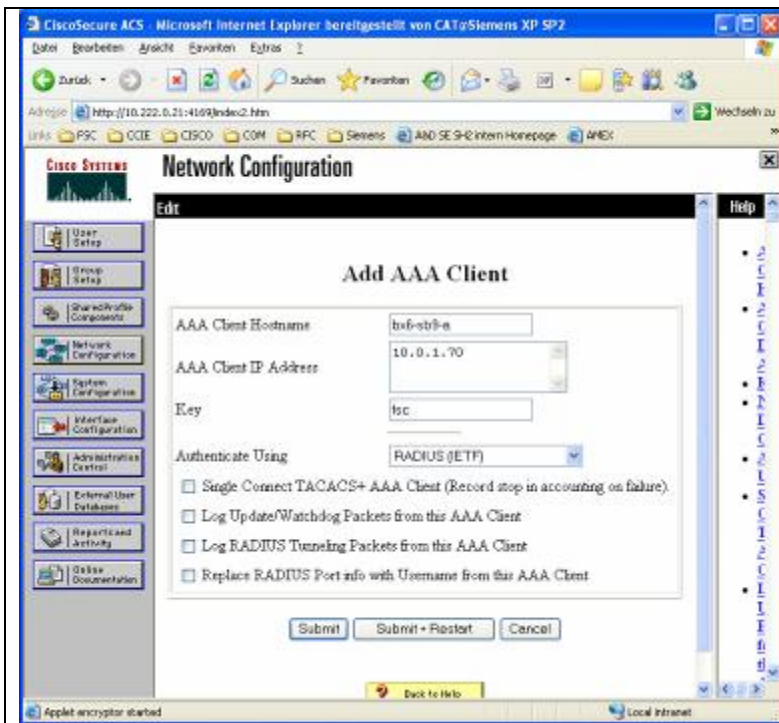 CiscoSecure ACS - Microsoft Internet Explorer bereitgestellt von CAT@Siemens XP SP2
Datei Bearbeiten Ansicht Favoriten Extras ?
Zurück Suchen Favoriten
Adresse http://10.222.0.21:4169/index2.htm Wechseln zu
Links PSC CCIE CISCO COM RFC Siemens A&D SE SH2 intern Homepage AMEX
CISCO SYSTEMS
Network Configuration
Edit
Help
User Setup
Group Setup
Shared Profile Components
Network Configuration
System Configuration
Interface Configuration
Administration Control
External User Databases
Reports and Activity
Online Documentation
Add AAA Client
AAA Client Hostname bx6-sb9-a
AAA Client IP Address 10.0.1.70
Key fsc
Authenticate Using RADIUS (IETF)
Single Connect TACACS+ AAA Client (Record stop in accounting on failure).
Log Update/Watchdog Packets from this AAA Client
Log RADIUS Tunneling Packets from this AAA Client
Replace RADIUS Port info with Username from this AAA Client
Submit Submit + Restart Cancel
Back to Help
Applet encryptor started Local intranet